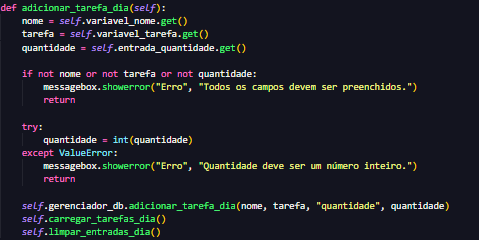 def adicionar_tarefa_dia(self):
    nome = self.variavel_nome.get()
    tarefa = self.variavel_tarefa.get()
    quantidade = self.entrada_quantidade.get()

    if not nome or not tarefa or not quantidade:
        messagebox.showerror("Erro", "Todos os campos devem ser preenchidos.")
        return

    try:
        quantidade = int(quantidade)
    except ValueError:
        messagebox.showerror("Erro", "Quantidade deve ser um número inteiro.")
        return

    self.gerenciador_db.adicionar_tarefa_dia(nome, tarefa, "quantidade", quantidade)
    self.carregar_tarefas_dia()
    self.limpar_entradas_dia()